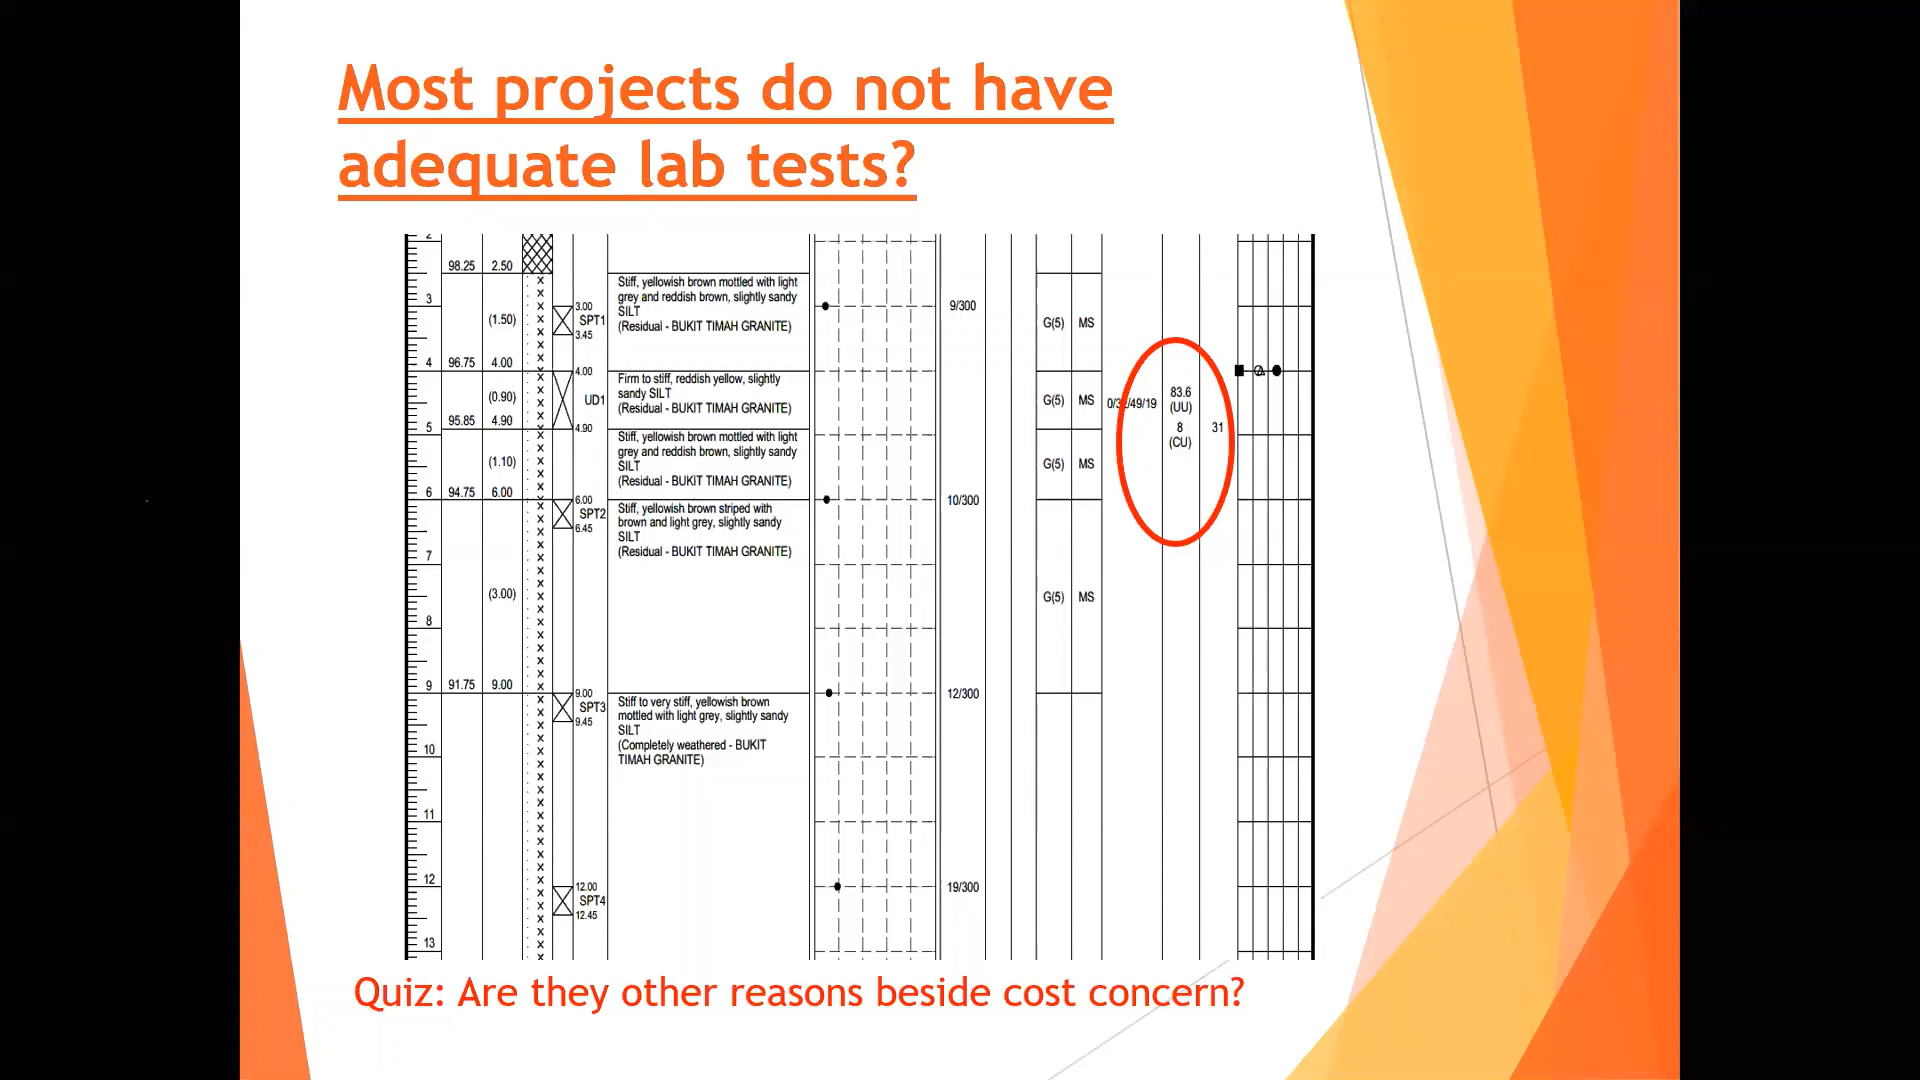 Most projects do not have
adequate lab tests?
2
98.25 2.50
3
(1.50)
3.00
SPT1
3.45
Stiff, yellowish brown mottled with light
grey and reddish brown, slightly sandy
SILT
(Residual - BUKIT TIMAH GRANITE)
9/300
G(5) MS
4
96.75 4.00
4.00
(0.90)
UD1
Firm to stiff, reddish yellow, slightly
sandy SILT
(Residual - BUKIT TIMAH GRANITE)
G(5) MS
83.6
(UU)
8
(CU)
31
95.85 4.90
4.90
5
(1.10)
Stiff, yellowish brown mottled with light
grey and reddish brown, slightly sandy
SILT
(Residual - BUKIT TIMAH GRANITE)
G(5) MS
6
94.75 6.00
6.00
SPT2
6.45
Stiff, yellowish brown striped with
brown and light grey, slightly sandy
SILT
(Residual - BUKIT TIMAH GRANITE)
10/300
7
(3.00)
G(5) MS
8
9
91.75 9.00
9.00
SPT3
9.45
Stiff to very stiff, yellowish brown
mottled with light grey, slightly sandy
SILT
(Completely weathered - BUKIT
TIMAH GRANITE)
12/300
10
11
12
12.00
SPT4
12.45
19/300
13
Quiz: Are they other reasons beside cost concern?